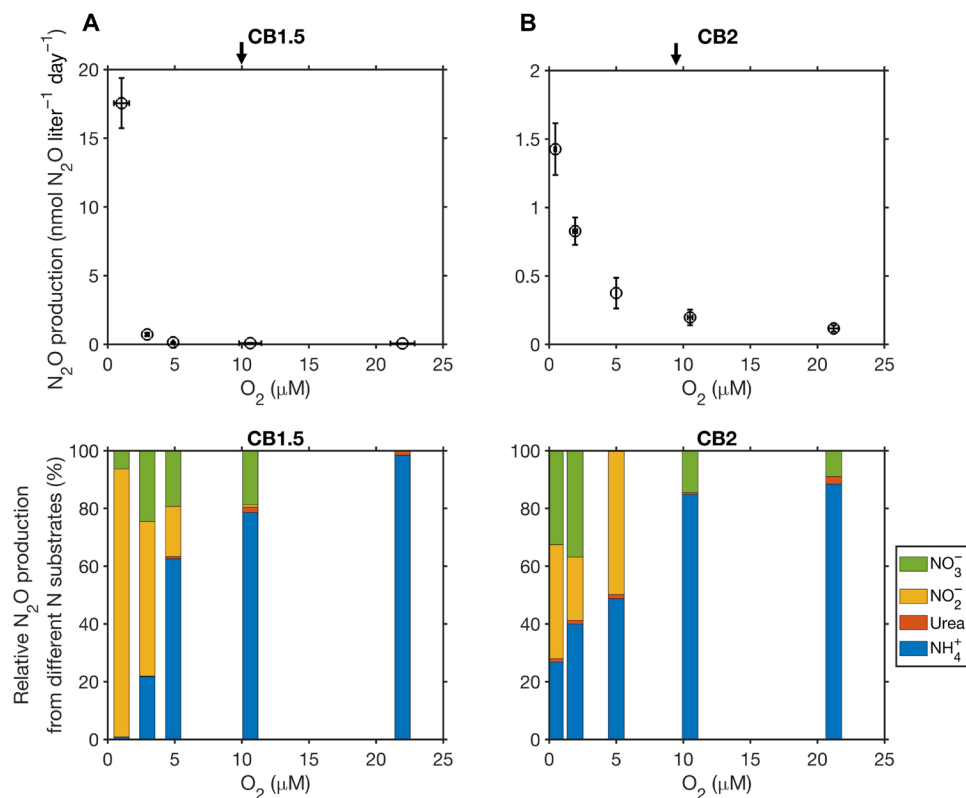 A
CB1.5
N₂O production (nmol N₂O liter⁻¹ day⁻¹)
20
15
10
5
0
0 5 10 15 20 25
O₂ (μM)
B
CB2
2
1.5
1
0.5
0
0 5 10 15 20 25
O₂ (μM)
CB1.5
Relative N₂O production
from different N substrates (%)
100
80
60
40
20
0
0 5 10 15 20 25
O₂ (μM)
CB2
100
80
60
40
20
0
0 5 10 15 20 25
O₂ (μM)
NO₃⁻
NO₂⁻
Urea
NH₄⁺